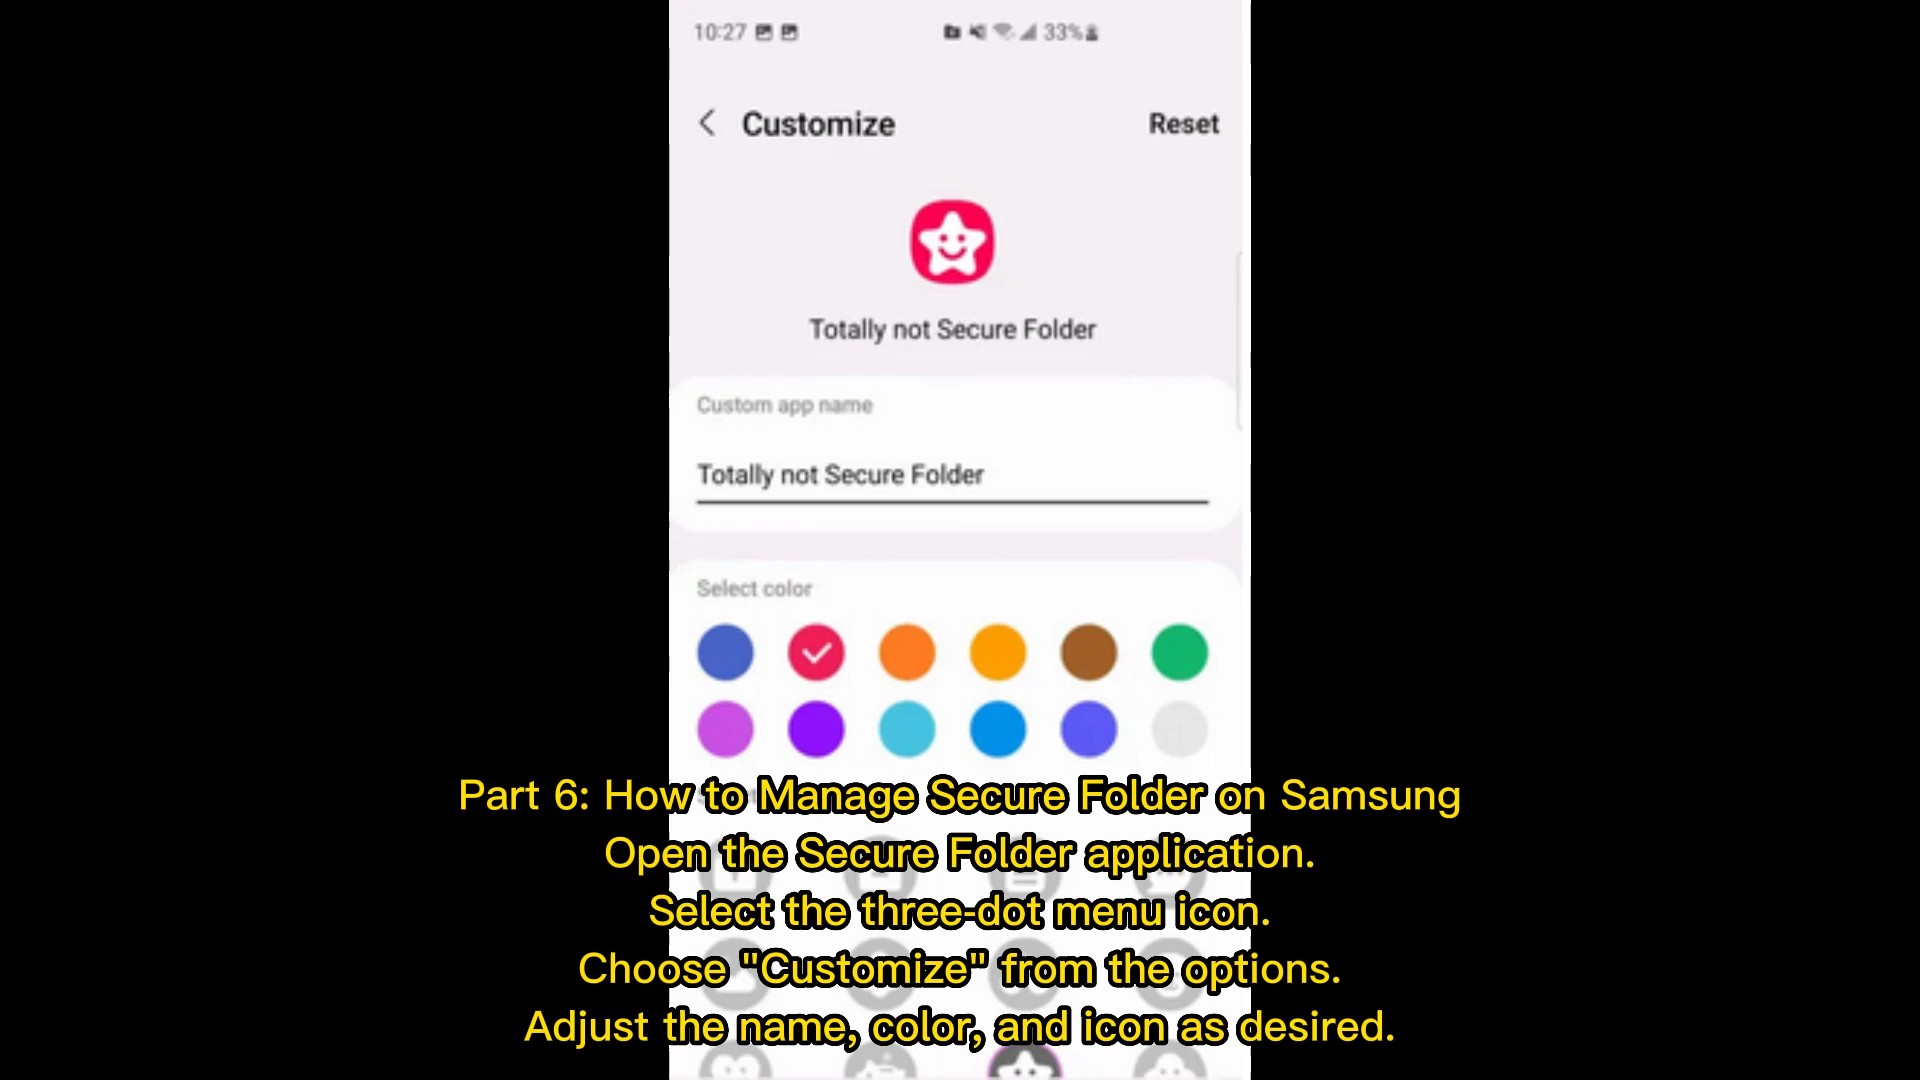 10:27
33%
Customize
Reset
Totally not Secure Folder
Custom app name
Totally not Secure Folder
Select color
Part 6: How to Manage Secure Folder on Samsung
Open the Secure Folder application.
Select the three-dot menu icon.
Choose "Customize" from the options.
Adjust the name, color, and icon as desired.